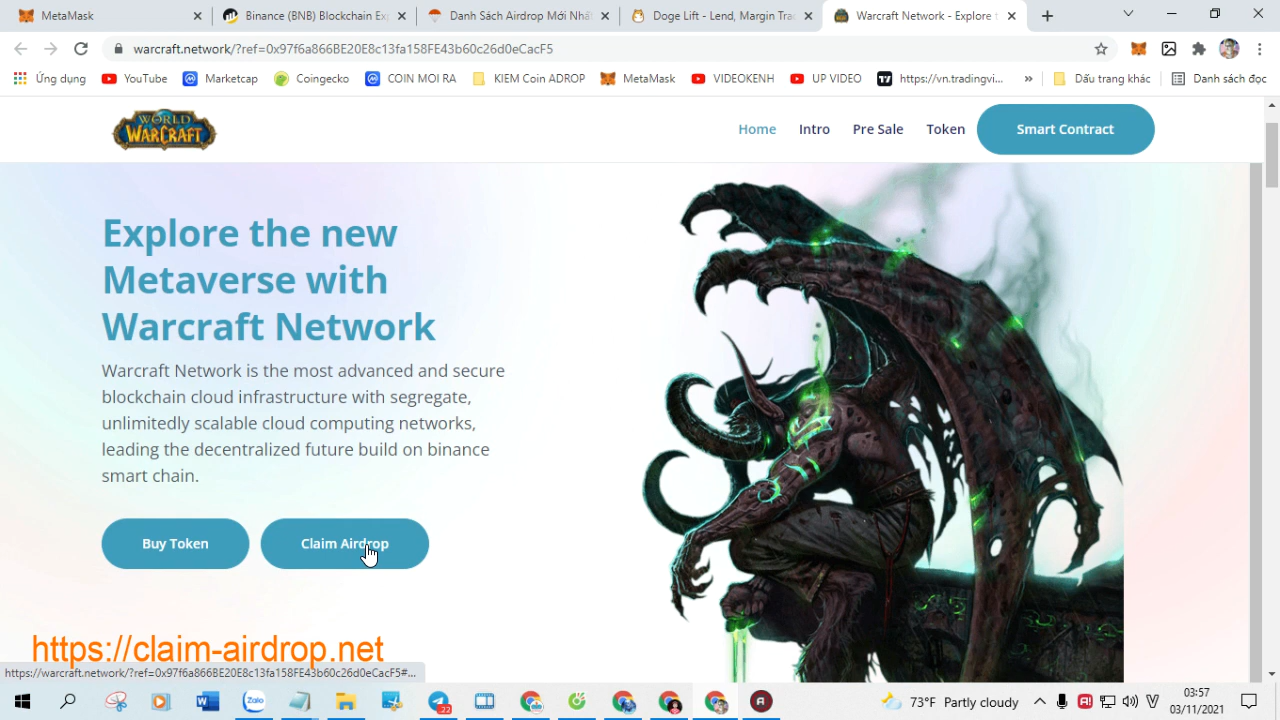 MetaMask
Binance (BNB) Blockchain Exp
Danh Sách Airdrop Mới Nhất
Doge Lift - Lend, Margin Tra
Warcraft Network - Explore t
warcraft.network/?ref=0x97f6a866BE20E8c13fa158FE43b60c26d0eCacF5
Ứng dụng YouTube Marketcap Coingecko COIN MOI RA KIEM Coin ADROP MetaMask VIDEOKENH UP VIDEO https://vn.tradingvi... » Dấu trang khác Danh sách đọc
WORLD
WARCRAFT
Home Intro Pre Sale Token Smart Contract
Explore the new
Metaverse with
Warcraft Network
Warcraft Network is the most advanced and secure
blockchain cloud infrastructure with segregate,
unlimitedly scalable cloud computing networks,
leading the decentralized future build on binance
smart chain.
Buy Token Claim Airdrop
https://claim-airdrop.net
https://warcraft.network/?ref=0x97f6a866BE20E8c13fa158FE43b60c26d0eCacF5#...
Zalo 22 73°F Partly cloudy 03:57
03/11/2021